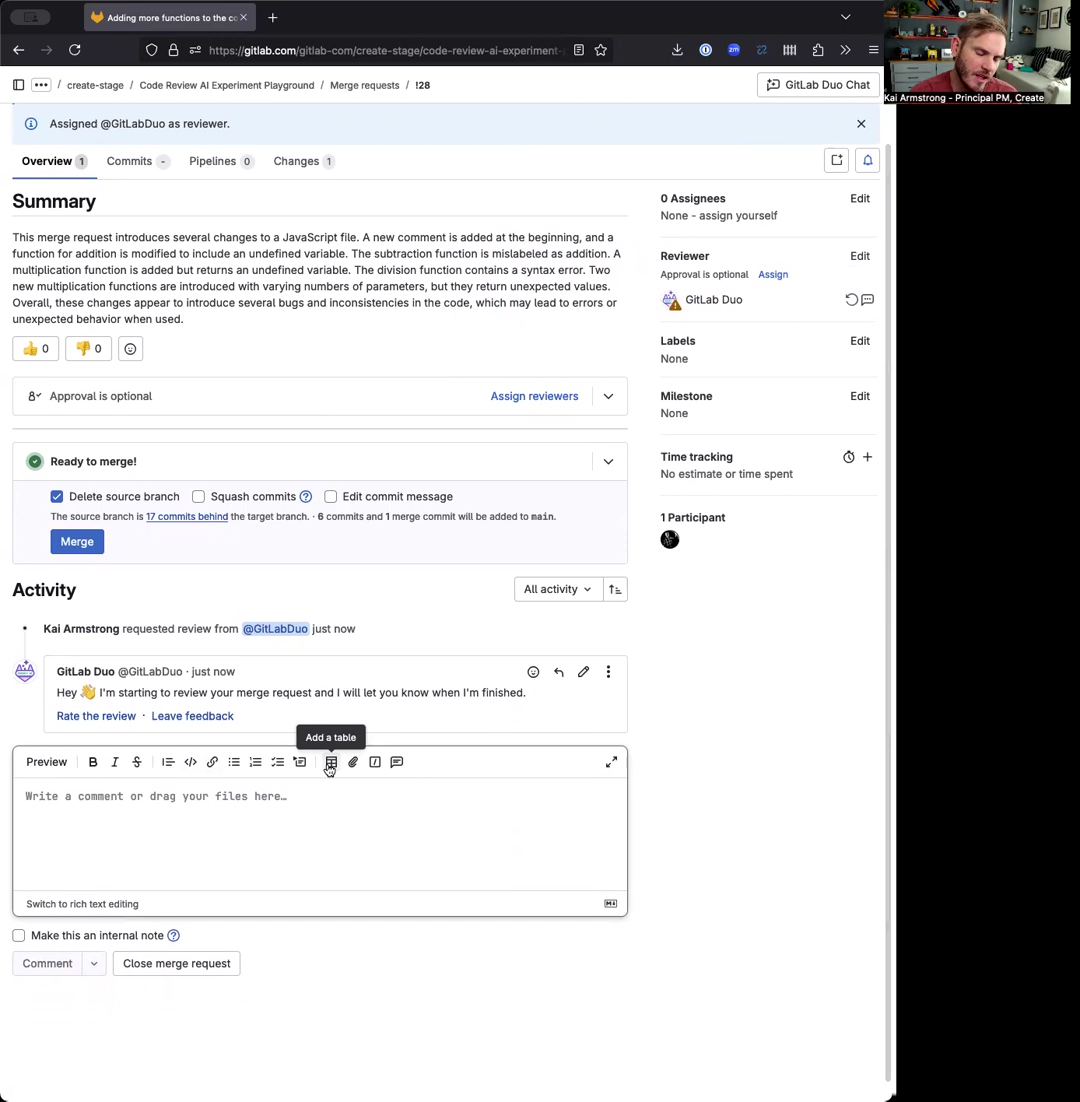 Adding more functions to the co
https://gitlab.com/gitlab-com/create-stage/code-review-ai-experiment-
zm
Kai Armstrong - Principal PM, Create
create-stage / Code Review AI Experiment Playground / Merge requests / !28
GitLab Duo Chat
Assigned @GitLabDuo as reviewer.
Overview 1 Commits - Pipelines 0 Changes 1
Summary
This merge request introduces several changes to a JavaScript file. A new comment is added at the beginning, and a
function for addition is modified to include an undefined variable. The subtraction function is mislabeled as addition. A
multiplication function is added but returns an undefined variable. The division function contains a syntax error. Two
new multiplication functions are introduced with varying numbers of parameters, but they return unexpected values.
Overall, these changes appear to introduce several bugs and inconsistencies in the code, which may lead to errors or
unexpected behavior when used.
👍 0 👎 0
Approval is optional Assign reviewers
Ready to merge!
Delete source branch Squash commits Edit commit message
The source branch is 17 commits behind the target branch. · 6 commits and 1 merge commit will be added to main.
Merge
Activity
All activity
Kai Armstrong requested review from @GitLabDuo just now
GitLab Duo @GitLabDuo · just now
Hey 👋 I'm starting to review your merge request and I will let you know when I'm finished.
Rate the review · Leave feedback
Add a table
Preview B I S
Write a comment or drag your files here…
Switch to rich text editing
Make this an internal note
Comment Close merge request
0 Assignees Edit
None - assign yourself
Reviewer Edit
Approval is optional Assign
GitLab Duo
Labels Edit
None
Milestone Edit
None
Time tracking
No estimate or time spent
1 Participant